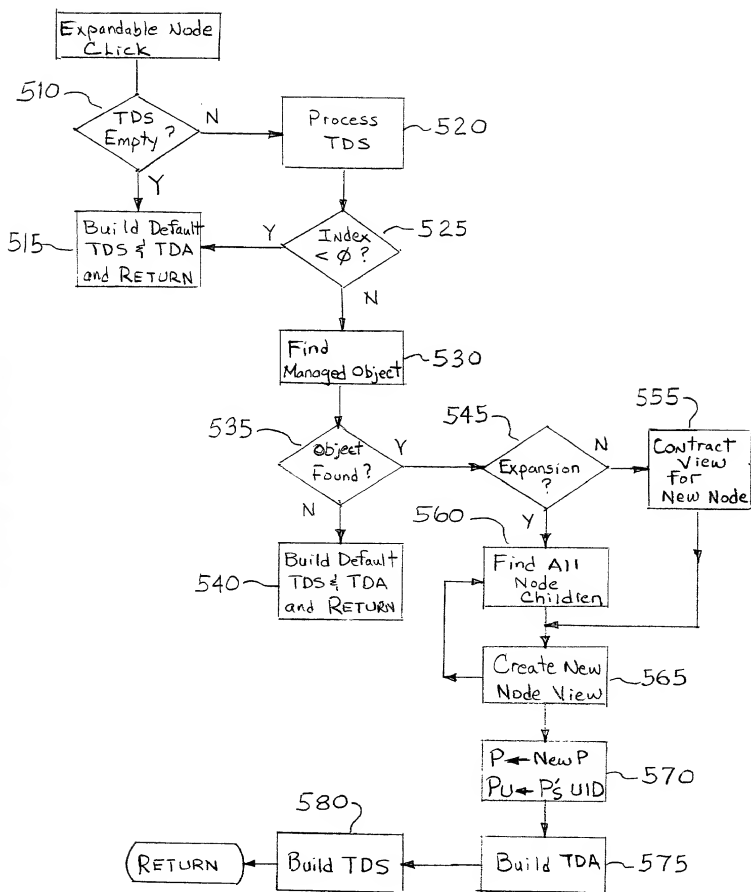 Expandable Node
Click
510
TDS
Empty?
N
Y
Process
TDS
520
515
Build Default
TDS & TDA
and RETURN
Y
Index
< Ø?
525
N
Find
Managed Object
530
535
Object
Found?
Y
N
545
Expansion
?
N
Y
555
Contract
View
for
New Node
540
Build Default
TDS & TDA
and RETURN
560
Find All
Node
Children
Create New
Node View
565
P ← New P
PU ← P's UID
570
580
RETURN
Build TDS
Build TDA
575